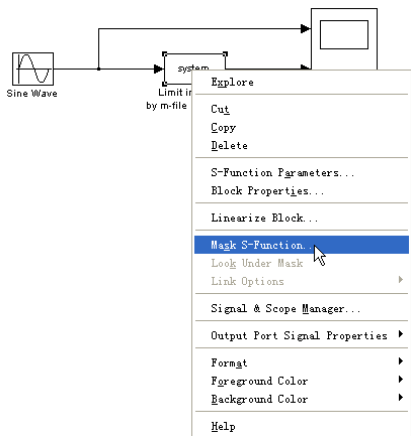 system
Sine Wave
Limit i
by m-file
Explore
Cut
Copy
Delete
S-Function Parameters...
Block Properties...
Linearize Block...
Mask S-Function...
Look Under Mask
Link Options
Signal & Scope Manager...
Output Port Signal Properties
Format
Foreground Color
Background Color
Help